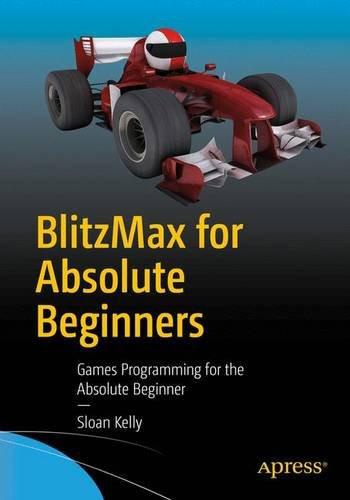 BlitzMax for
Absolute
Beginners
Games Programming for the
Absolute Beginner
—
Sloan Kelly
Apress®